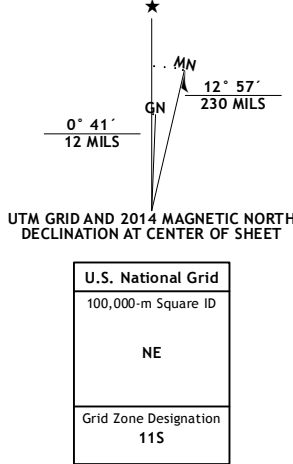 MN
GN
12° 57´
230 MILS
0° 41´
12 MILS
UTM GRID AND 2014 MAGNETIC NORTH
DECLINATION AT CENTER OF SHEET
U.S. National Grid
100,000-m Square ID
NE
Grid Zone Designation
11S